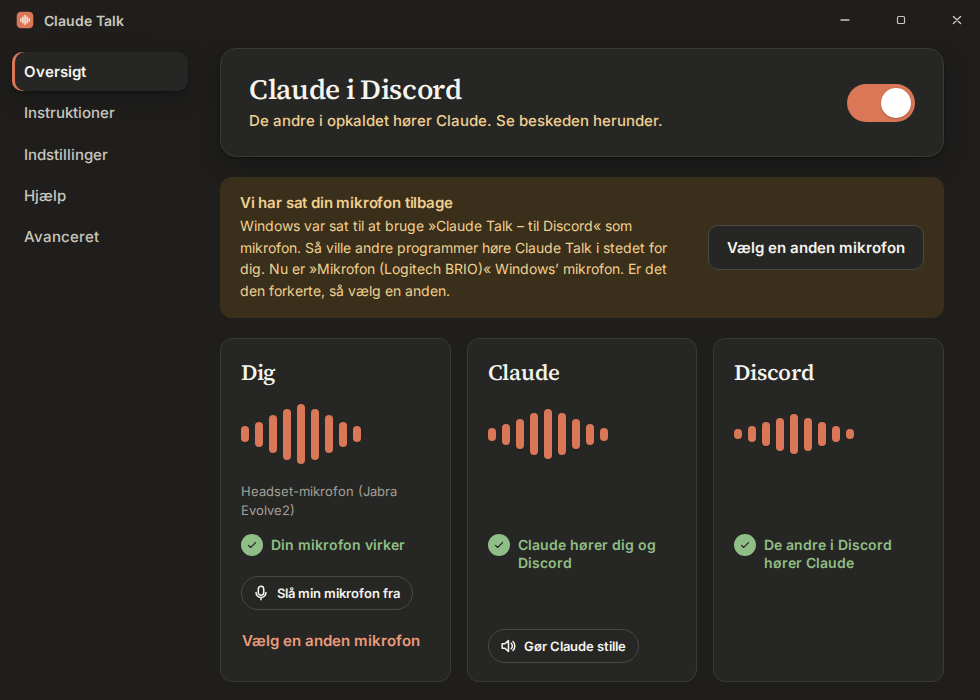 Claude Talk
Oversigt
Instruktioner
Indstillinger
Hjælp
Avanceret
Claude i Discord
De andre i opkaldet hører Claude. Se beskeden herunder.
Vi har sat din mikrofon tilbage
Windows var sat til at bruge »Claude Talk – til Discord« som
mikrofon. Så ville andre programmer høre Claude Talk i stedet for
dig. Nu er »Mikrofon (Logitech BRIO)« Windows’ mikrofon. Er det
den forkerte, så vælg en anden.
Vælg en anden mikrofon
Dig
Headset-mikrofon (Jabra
Evolve2)
Din mikrofon virker
Slå min mikrofon fra
Vælg en anden mikrofon
Claude
Claude hører dig og
Discord
Gør Claude stille
Discord
De andre i Discord
hører Claude